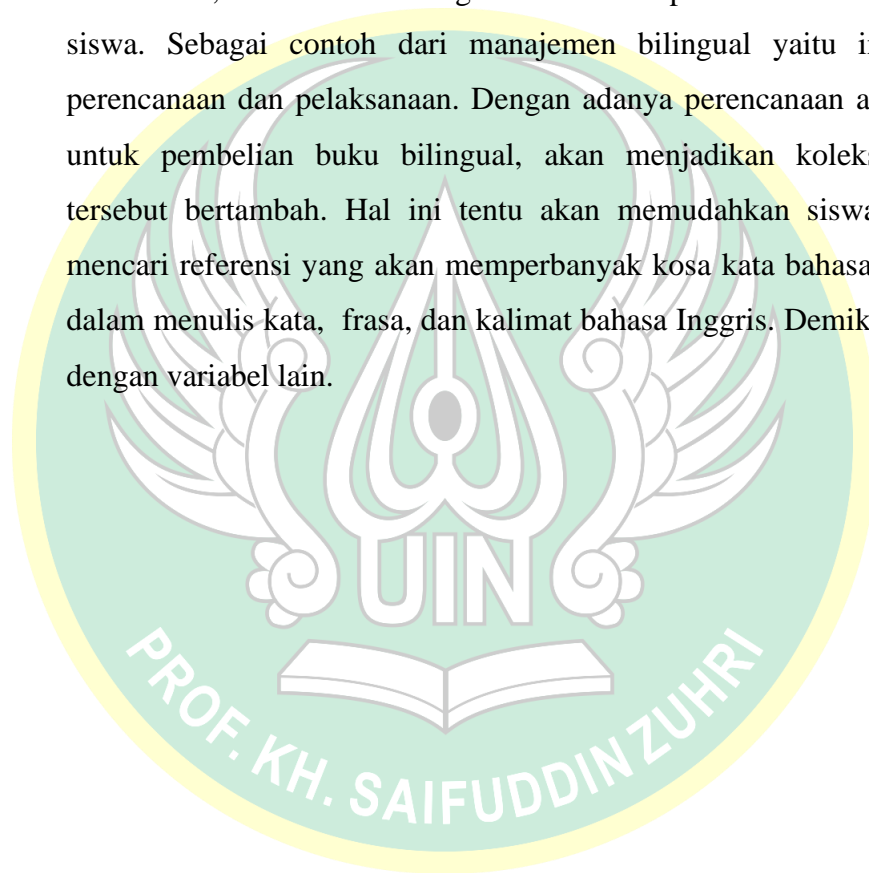 siswa. Sebagai contoh dari manajemen bilingual yaitu
perencanaan dan pelaksanaan. Dengan adanya perencanaan
untuk pembelian buku bilingual, akan menjadikan
tersebut bertambah. Hal ini tentu akan memudahkan siswa
mencari referensi yang akan memperbanyak kosa kata bahasa
dalam menulis kata, frasa, dan kalimat bahasa Inggris.
dengan variabel lain.
UIN
PROF. KH. SAIFUDDIN ZUHRI